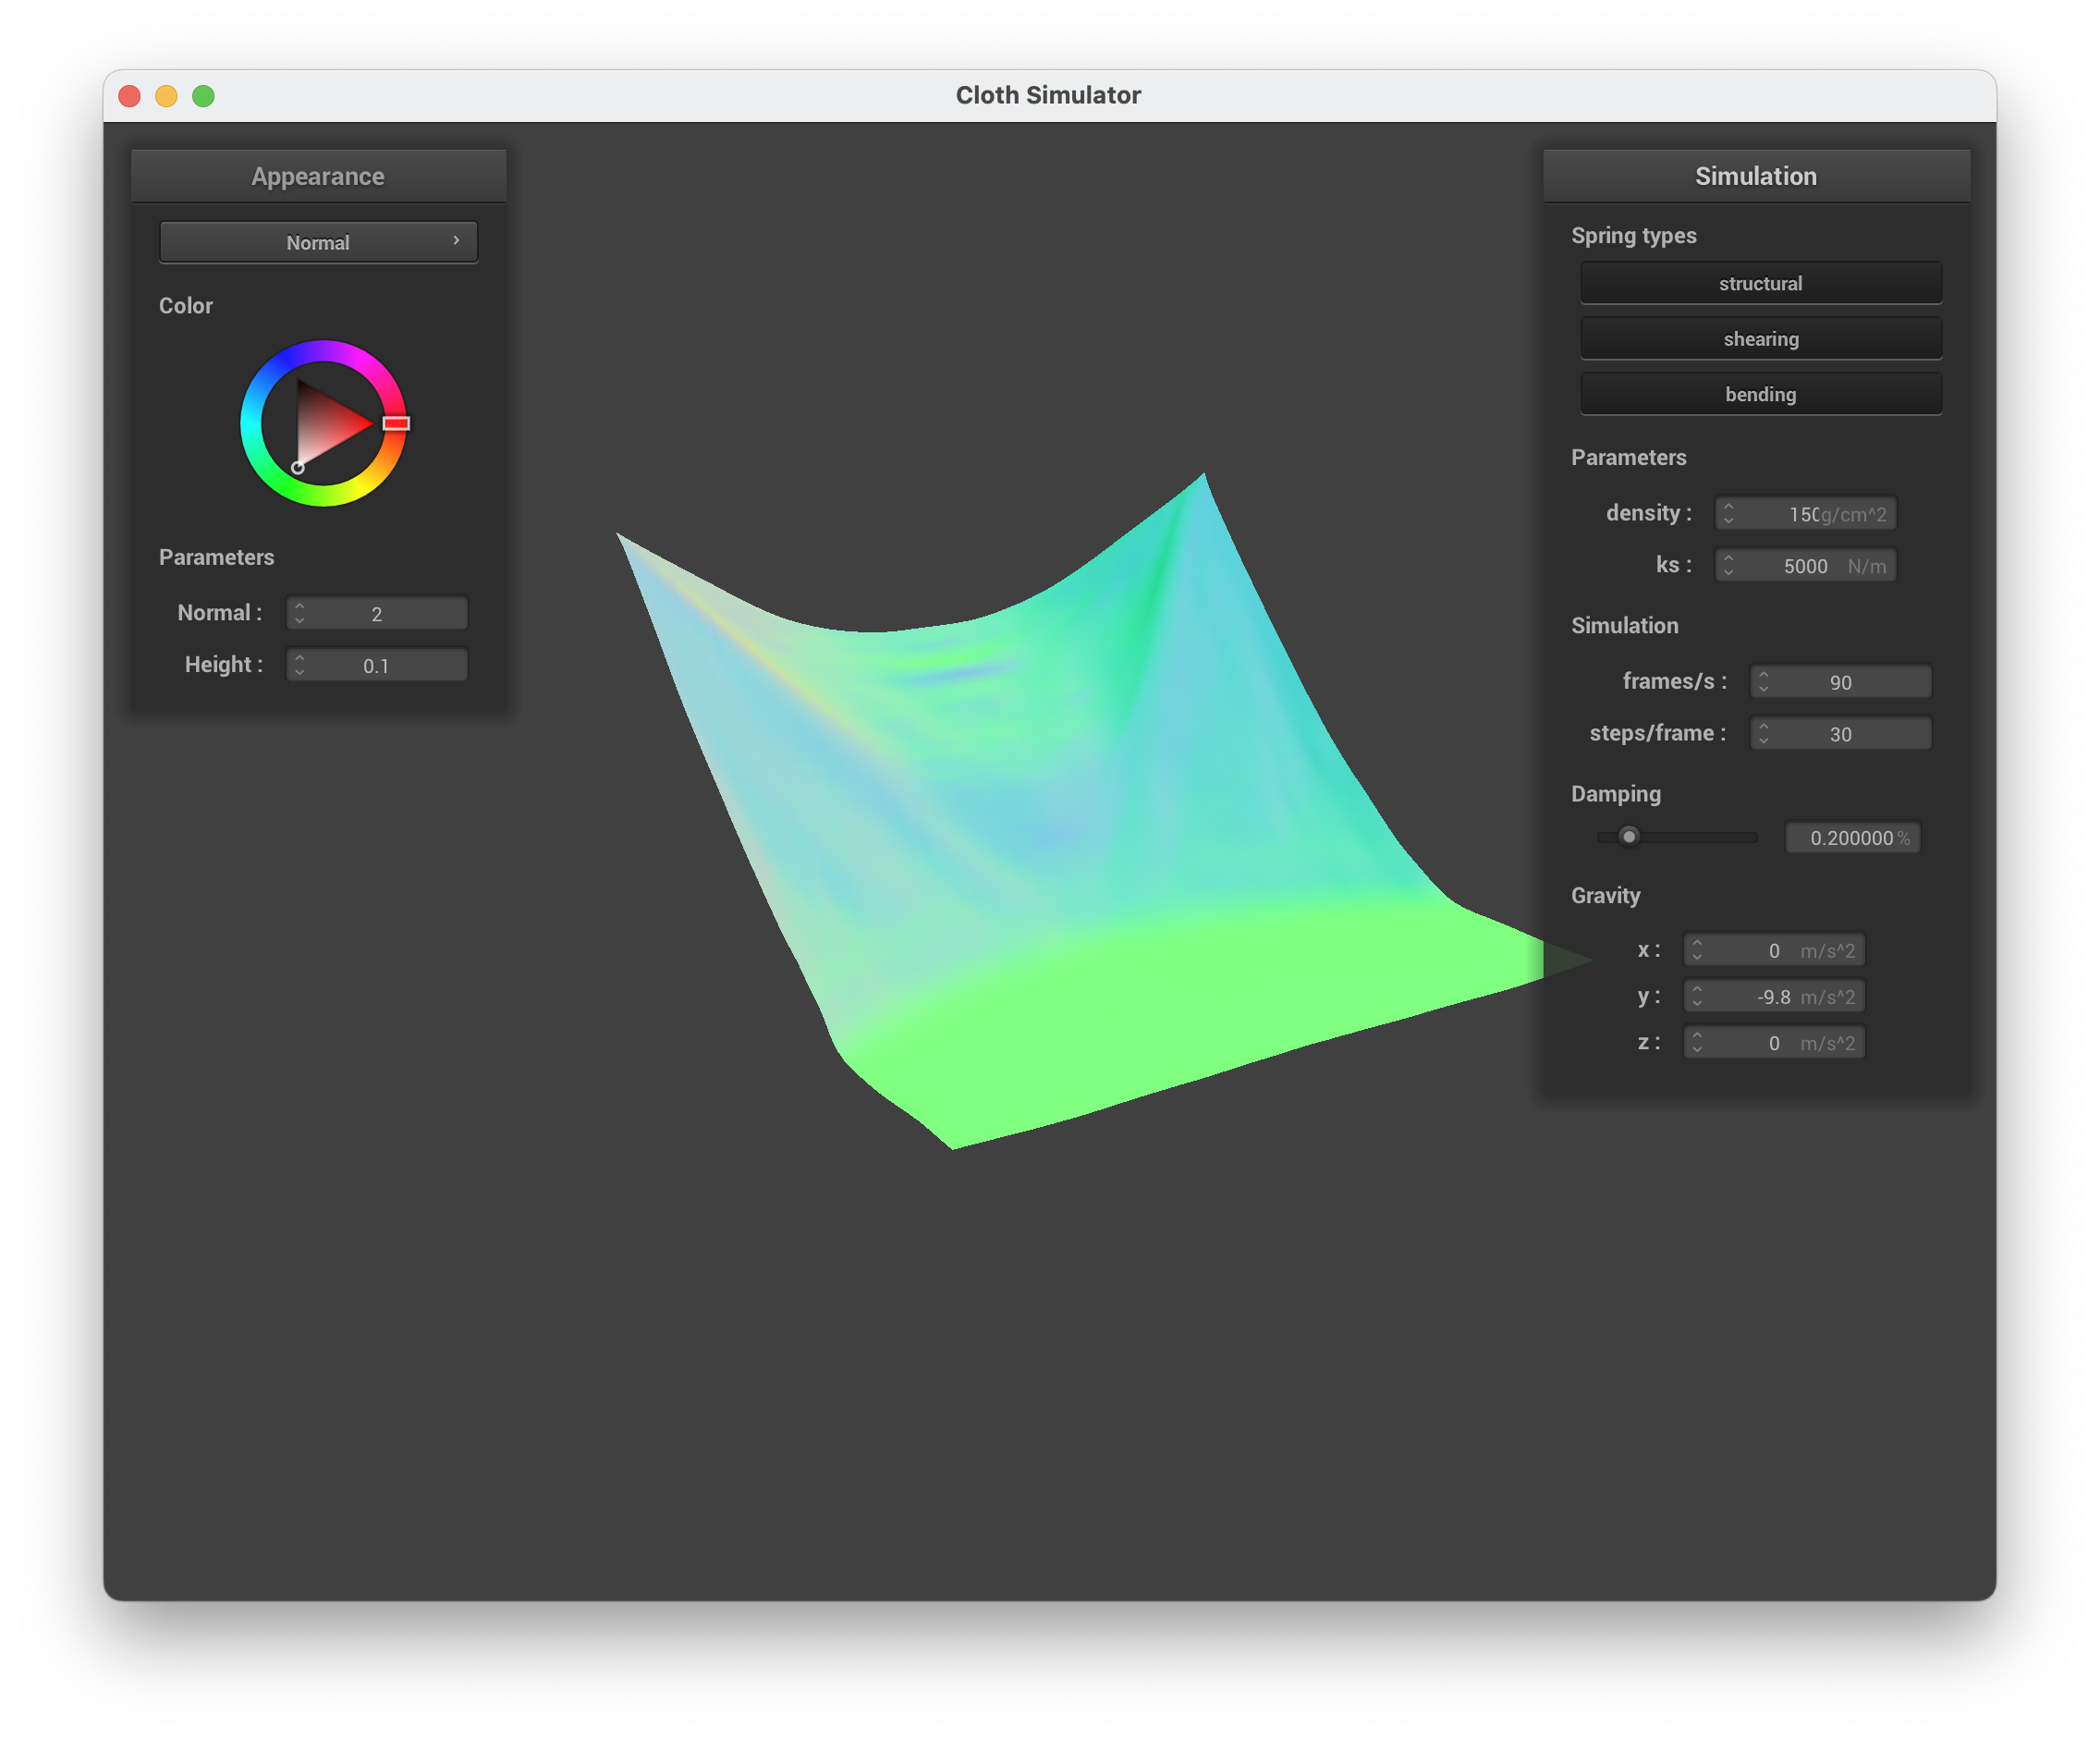 Cloth Simulator
Appearance
Normal
Color
Parameters
Normal :
2
Height :
0.1
Simulation
Spring types
structural
shearing
bending
Parameters
density :
150 g/cm^2
ks :
5000 N/m
Simulation
frames/s :
90
steps/frame :
30
Damping
0.200000 %
Gravity
x :
0 m/s^2
y :
-9.8 m/s^2
z :
0 m/s^2